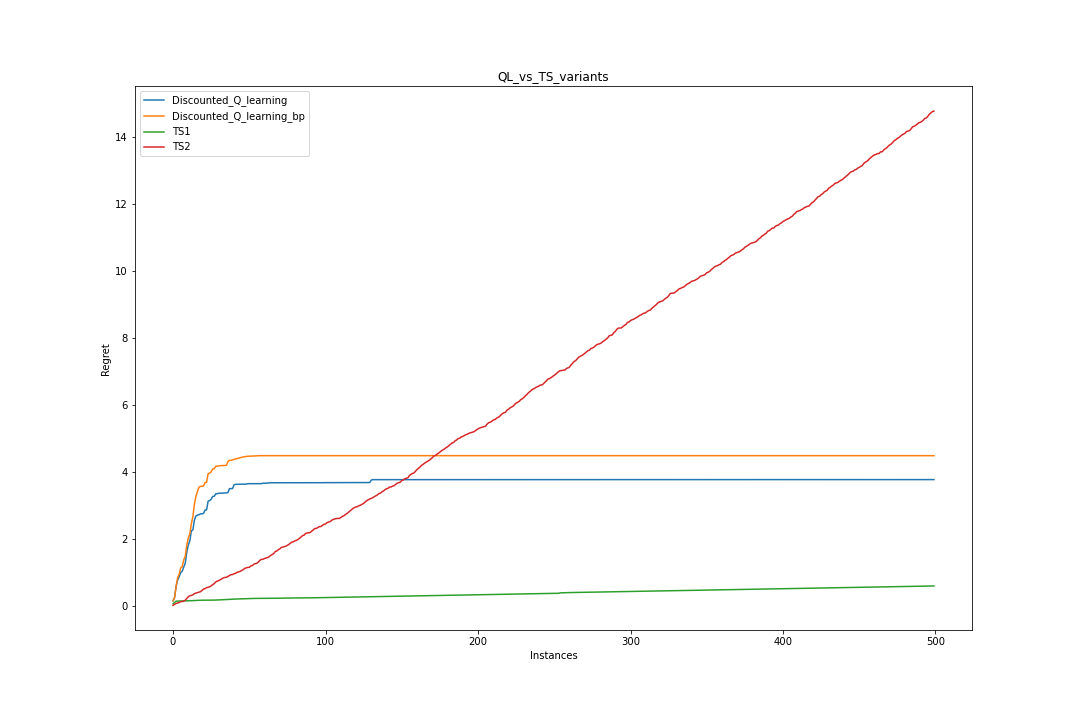 QL_vs_TS_variants
Discounted_Q_learning
Discounted_Q_learning_bp
TS1
TS2
14
12
10
8
6
4
2
0
Regret
0 100 200 300 400 500
Instances